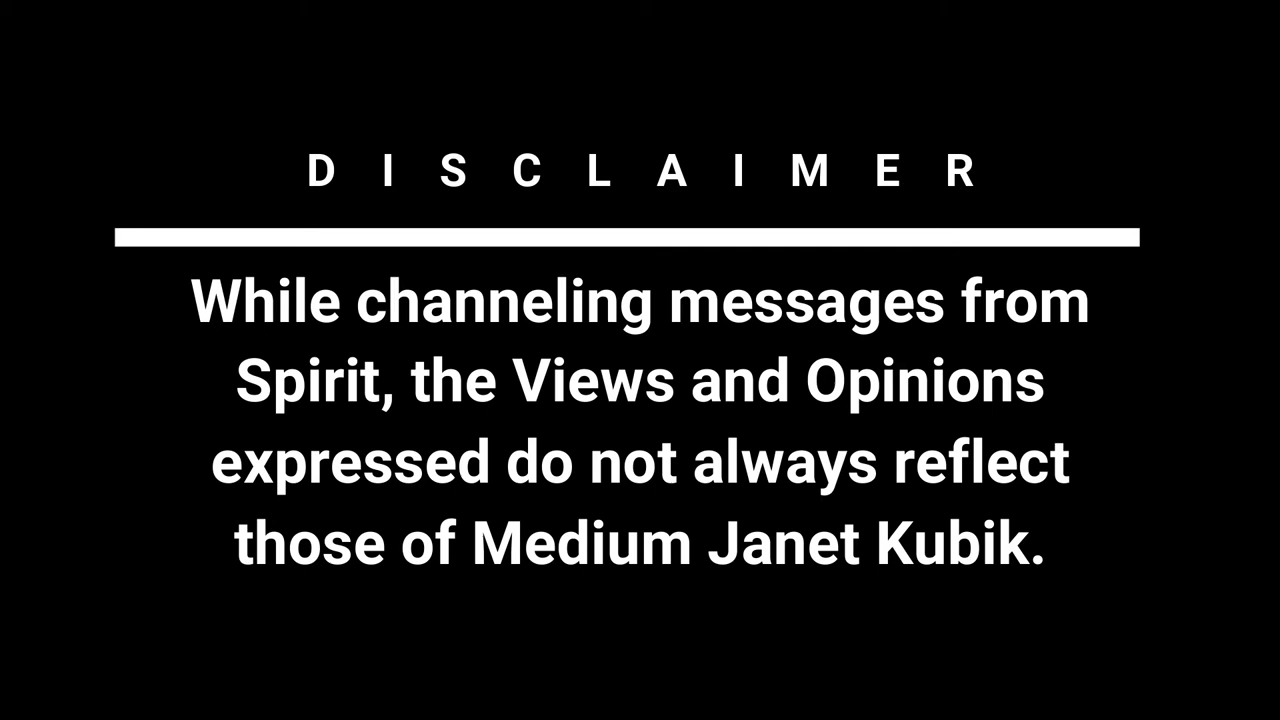 DISCLAIMER
While channeling messages from
Spirit, the Views and Opinions
expressed do not always reflect
those of Medium Janet Kubik.